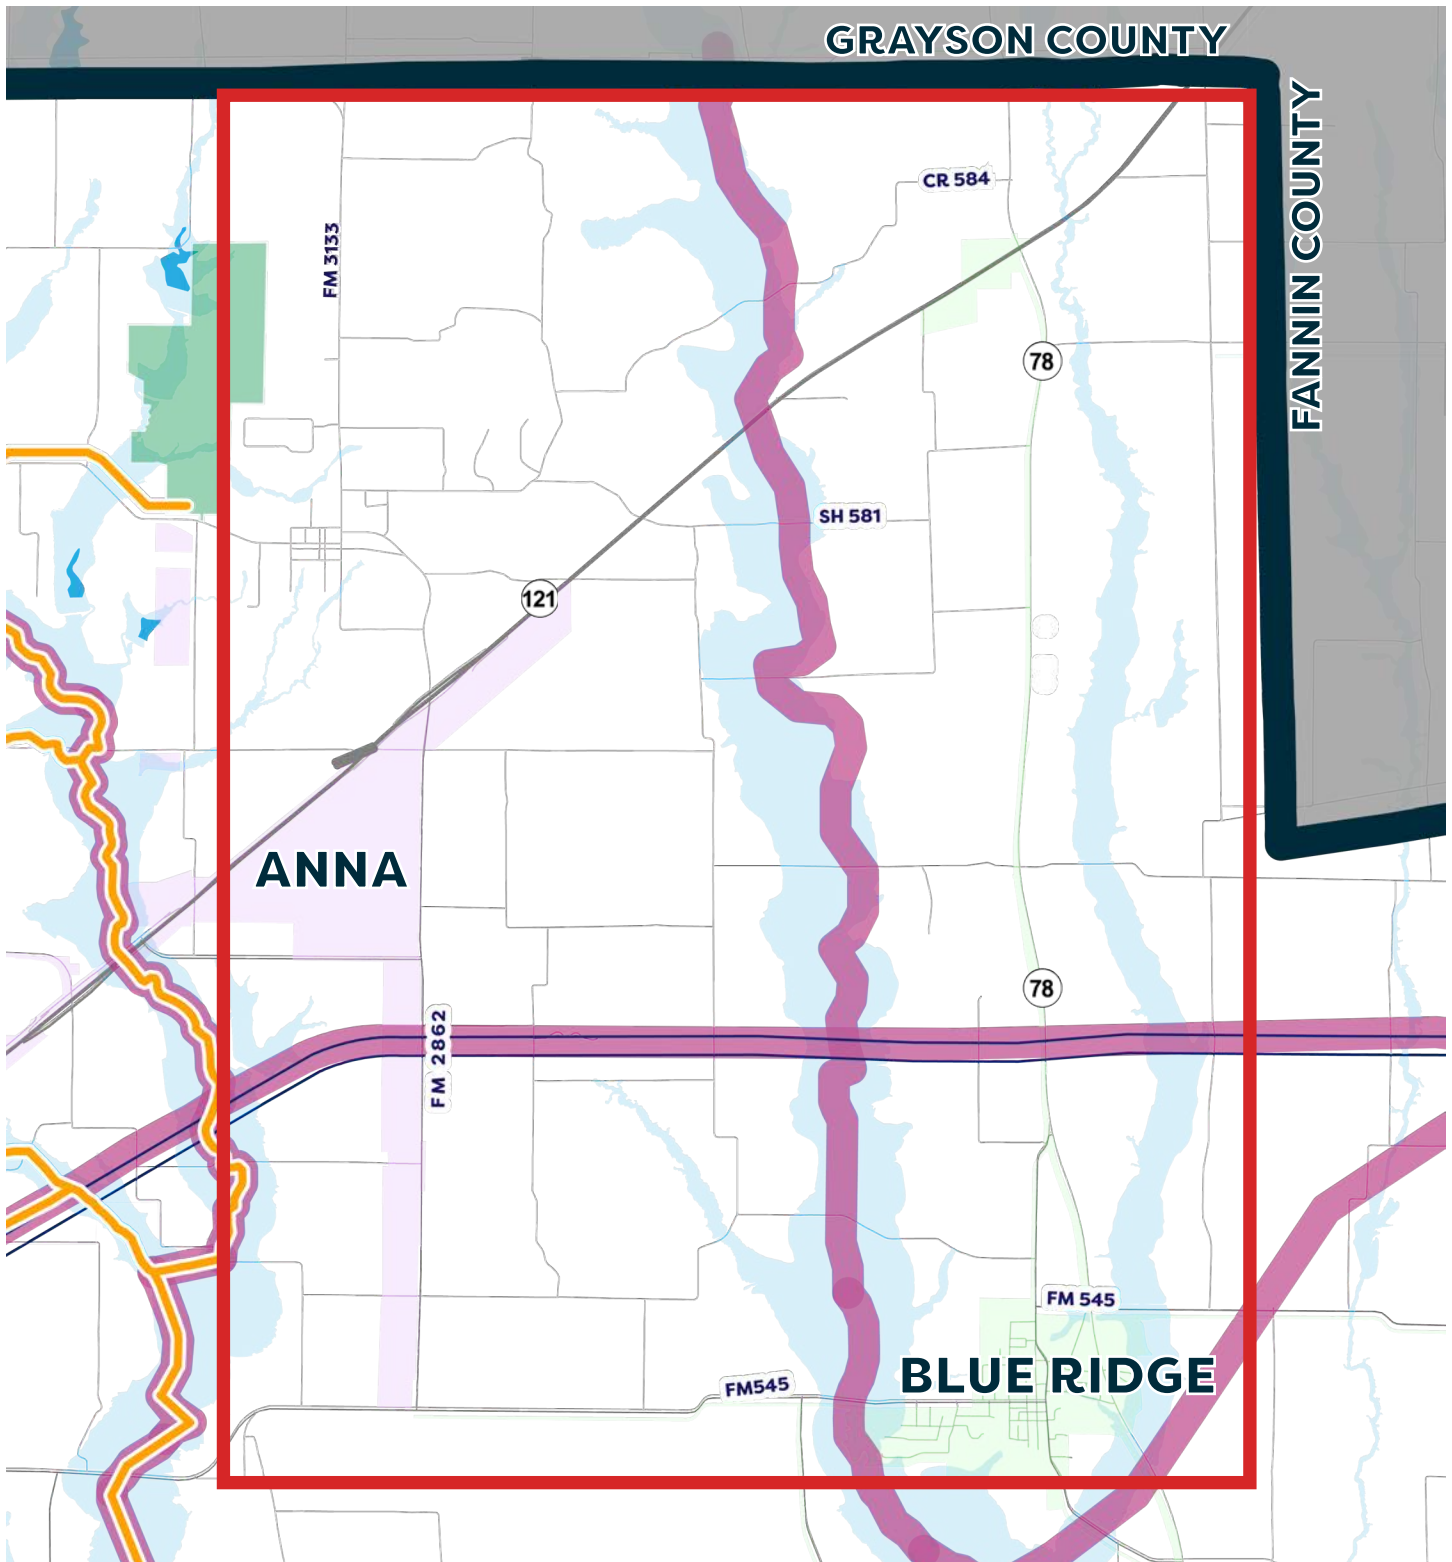 GRAYSON COUNTY
FANNIN COUNTY
CR 584
FM 3133
78
SH 581
121
ANNA
78
FM 2862
FM 545
BLUE RIDGE
FM545